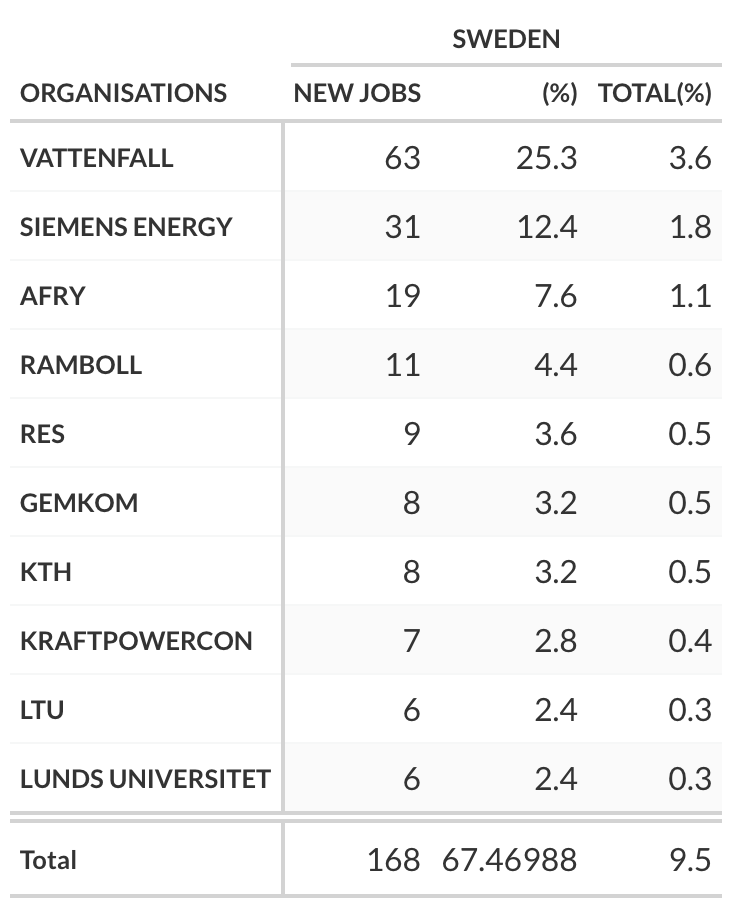 SWEDEN
ORGANISATIONS NEW JOBS (%) TOTAL(%)
VATTENFALL 63 25.3 3.6
SIEMENS ENERGY 31 12.4 1.8
AFRY 19 7.6 1.1
RAMBOLL 11 4.4 0.6
RES 9 3.6 0.5
GEMKOM 8 3.2 0.5
KTH 8 3.2 0.5
KRAFTPOWERCON 7 2.8 0.4
LTU 6 2.4 0.3
LUNDS UNIVERSITET 6 2.4 0.3
Total 168 67.46988 9.5